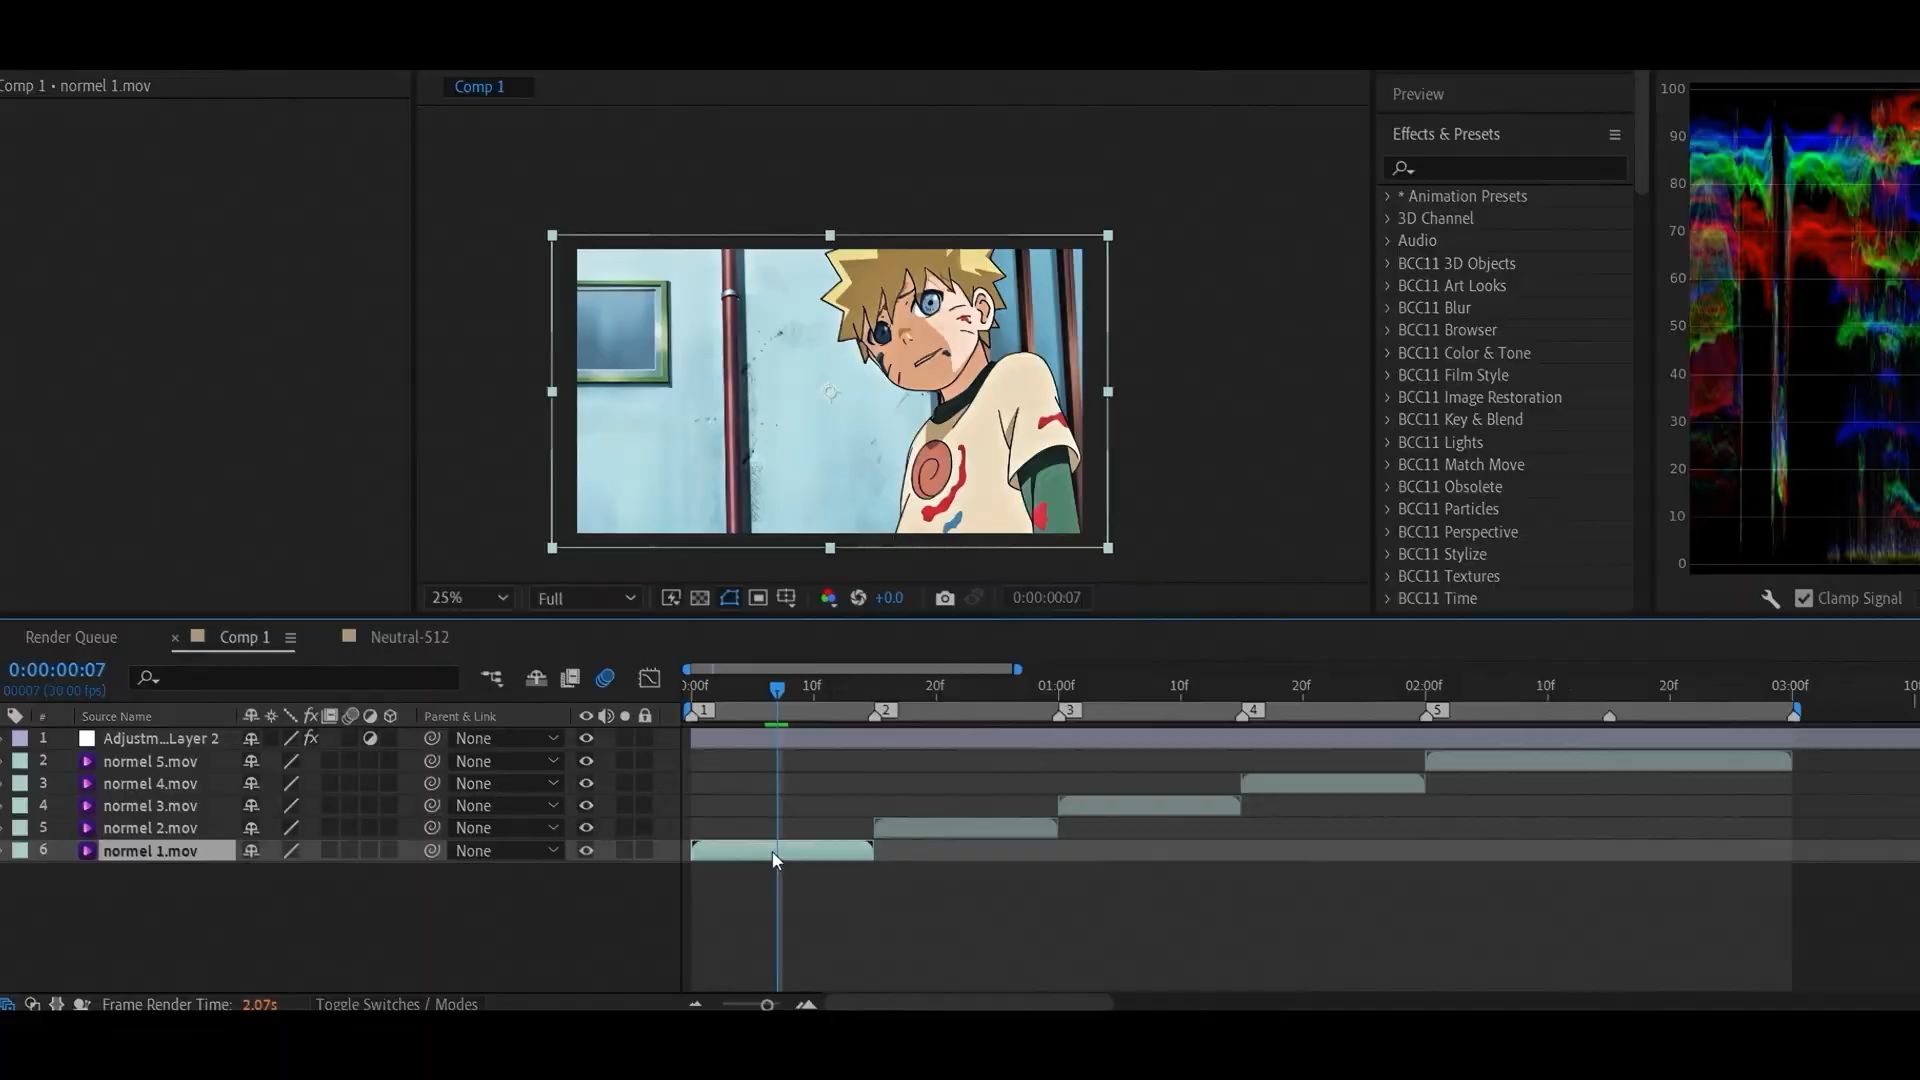 Comp 1 • normel 1.mov
Comp 1
Preview
Effects & Presets
* Animation Presets
3D Channel
Audio
BCC11 3D Objects
BCC11 Art Looks
BCC11 Blur
BCC11 Browser
BCC11 Color & Tone
BCC11 Film Style
BCC11 Image Restoration
BCC11 Key & Blend
BCC11 Lights
BCC11 Match Move
BCC11 Obsolete
BCC11 Particles
BCC11 Perspective
BCC11 Stylize
BCC11 Textures
BCC11 Time
100
90
80
70
60
50
40
30
20
10
0
Clamp Signal
25% Full +0.0 0:00:00:07
Render Queue × Comp 1 Neutral-512
0:00:00:07
00007 (30.00 fps)
0:00f 10f 20f 01:00f 10f 20f 02:00f 10f 20f 03:00f 10f
1 2 3 4 5
# Source Name fx Parent & Link
1 Adjustm...Layer 2 fx None
2 normel 5.mov None
3 normel 4.mov None
4 normel 3.mov None
5 normel 2.mov None
6 normel 1.mov None
Frame Render Time: 2.07s Toggle Switches / Modes